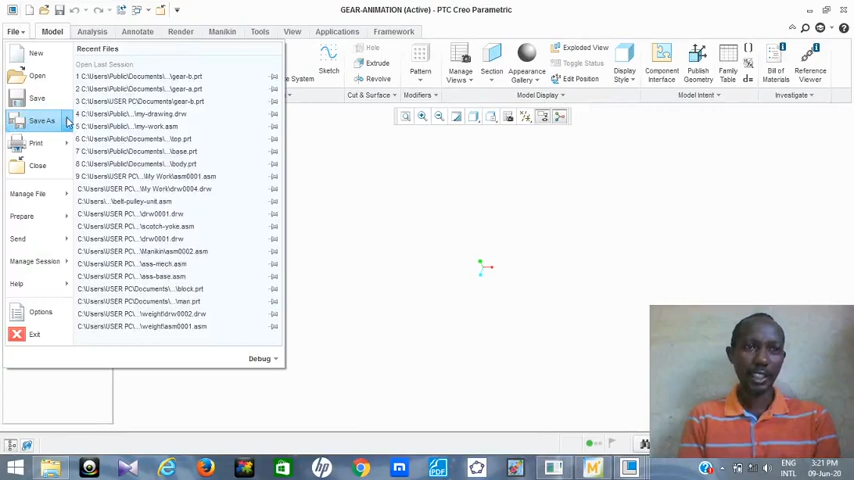 GEAR-ANIMATION (Active) - PTC Creo Parametric
File Model Analysis Annotate Render Manikin Tools View Applications Framework
New
Open
Save
Save As
Print
Close
Manage File
Prepare
Send
Manage Session
Help
Options
Exit
Recent Files
Open Last Session
1 C:\Users\Public\Documents\...\gear-b.prt
2 C:\Users\Public\Documents\...\gear-a.prt
3 C:\Users\USER PC\Documents\gear-b.prt
4 C:\Users\Public\...\my-drawing.drw
5 C:\Users\Public\...\my-work.asm
6 C:\Users\Public\Documents\...\top.prt
7 C:\Users\Public\Documents\...\base.prt
8 C:\Users\Public\Documents\...\body.prt
9 C:\Users\USER PC\...\My Work\asm0001.asm
C:\Users\USER PC\...\My Work\drw0004.drw
C:\Users\...\belt-pulley-unit.asm
C:\Users\USER PC\...\drw0001.drw
C:\Users\USER PC\...\scotch-yoke.asm
C:\Users\USER PC\...\drw0001.drw
C:\Users\USER PC\...\Manikin\asm0002.asm
C:\Users\USER PC\...\ass-mech.asm
C:\Users\USER PC\...\ass-base.asm
C:\Users\USER PC\Documents\...\block.prt
C:\Users\USER PC\Documents\...\man.prt
C:\Users\USER PC\...\weight\drw0002.drw
C:\Users\USER PC\...\weight\asm0001.asm
Debug
System
Sketch
Hole
Extrude
Revolve
Pattern
Manage Views
Section
Appearance Gallery
Exploded View
Toggle Status
Edit Position
Display Style
Component Interface
Publish Geometry
Family Table
d=
Bill of Materials
Reference Viewer
Cut & Surface Modifiers Model Display Model Intent Investigate
ENG
INTL
3:21 PM
09-Jun-20